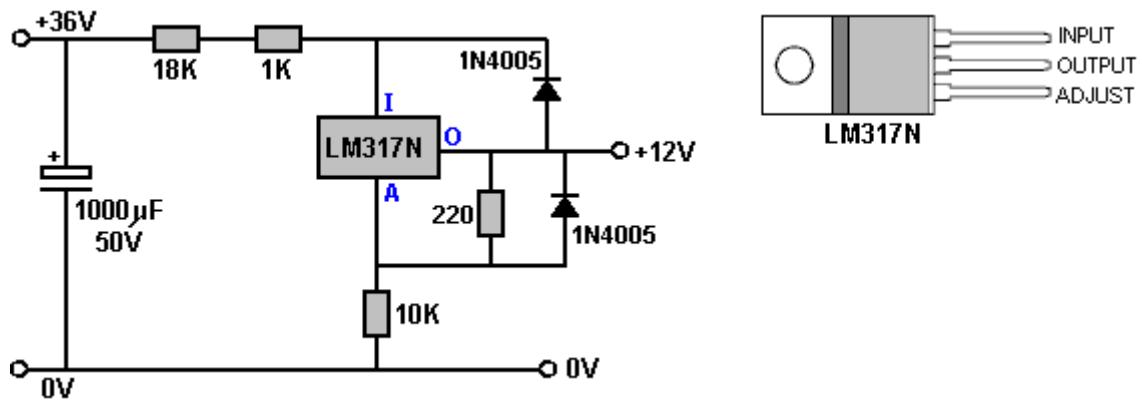 +36V
18K
1K
1N4005
I
LM317N
O
+12V
A
220
1N4005
+
1000µF
50V
10K
0V
0V
INPUT
OUTPUT
ADJUST
LM317N